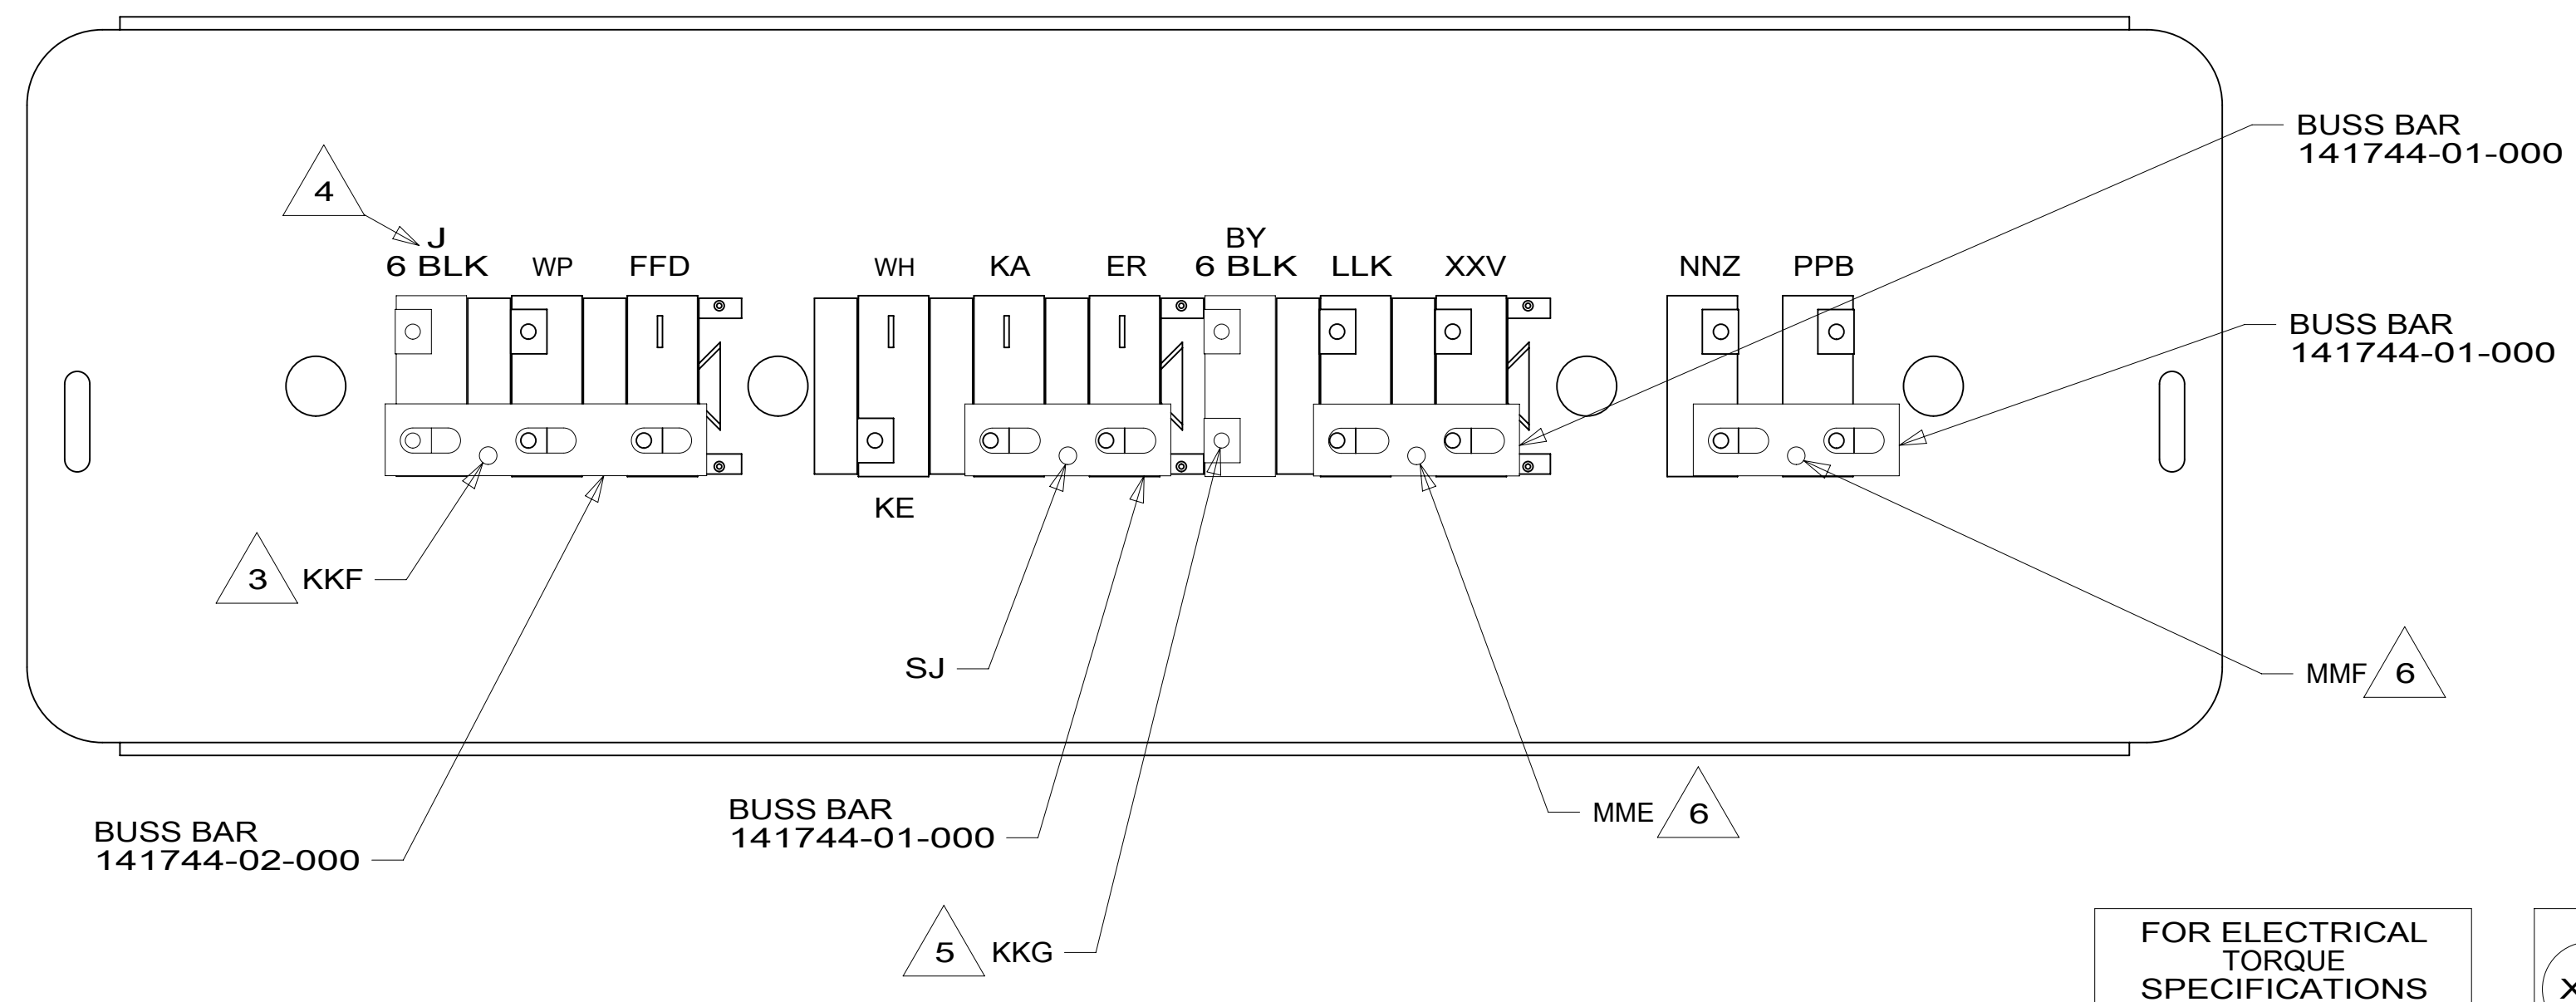 BUSS BAR
141744-01-000
4
J
6 BLK
WP
FFD
WH
KA
ER
BY
6 BLK
LLK
XXV
NNZ
PPB
BUSS BAR
141744-01-000
KE
3
KKF
SJ
MMF
6
BUSS BAR
141744-02-000
BUSS BAR
141744-01-000
MME
6
5
KKG
FOR ELECTRICAL
TORQUE
SPECIFICATIONS